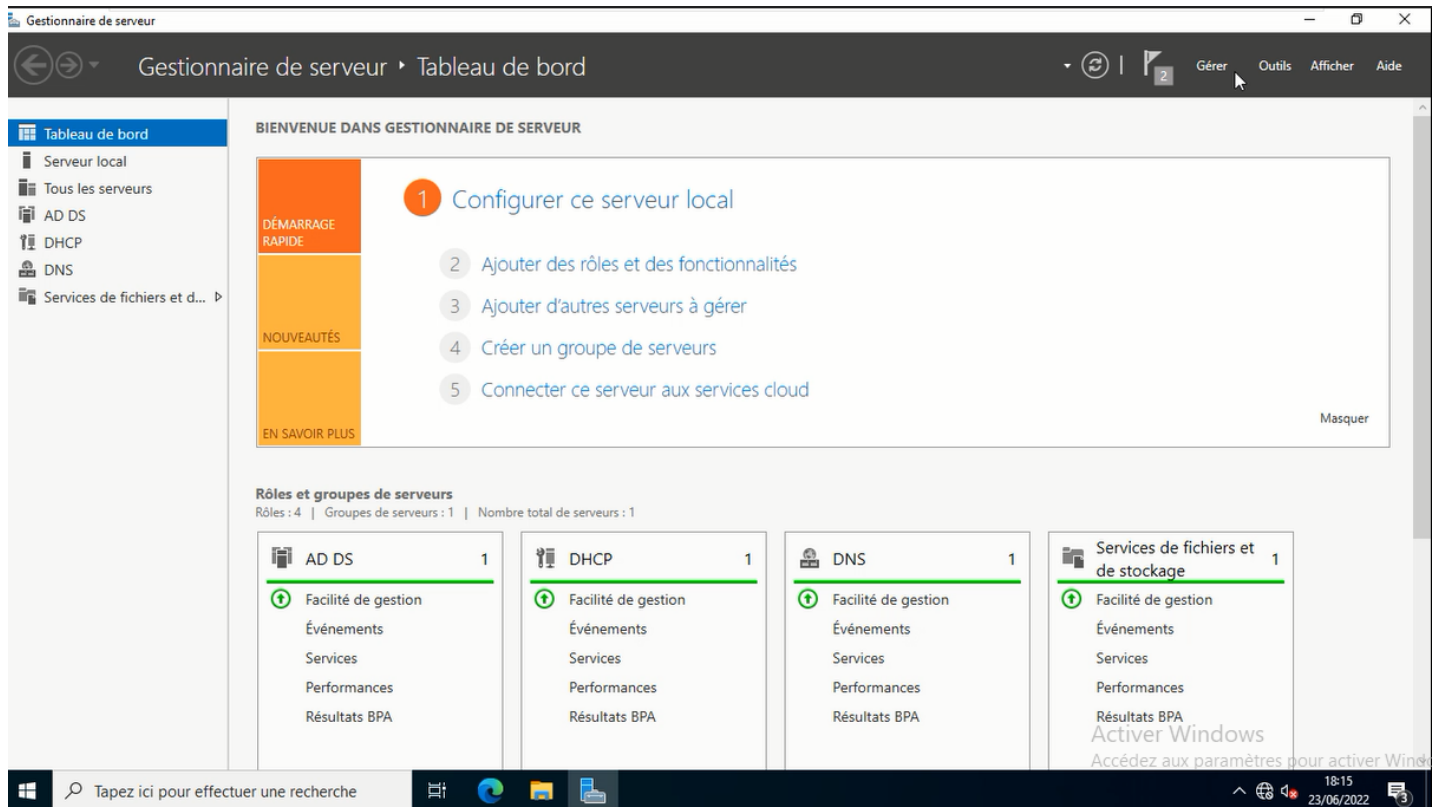 Gestionnaire de serveur
Gestionnaire de serveur ‣ Tableau de bord
2
Gérer Outils Afficher Aide
Tableau de bord
Serveur local
Tous les serveurs
AD DS
DHCP
DNS
Services de fichiers et d...
BIENVENUE DANS GESTIONNAIRE DE SERVEUR
DÉMARRAGE
RAPIDE
NOUVEAUTÉS
EN SAVOIR PLUS
1 Configurer ce serveur local
2 Ajouter des rôles et des fonctionnalités
3 Ajouter d’autres serveurs à gérer
4 Créer un groupe de serveurs
5 Connecter ce serveur aux services cloud
Masquer
Rôles et groupes de serveurs
Rôles : 4 | Groupes de serveurs : 1 | Nombre total de serveurs : 1
AD DS 1
Facilité de gestion
Événements
Services
Performances
Résultats BPA
DHCP 1
Facilité de gestion
Événements
Services
Performances
Résultats BPA
DNS 1
Facilité de gestion
Événements
Services
Performances
Résultats BPA
Services de fichiers et
de stockage 1
Facilité de gestion
Événements
Services
Performances
Résultats BPA
Activer Windows
Accédez aux paramètres pour activer Wind
Tapez ici pour effectuer une recherche
18:15
23/06/2022
3